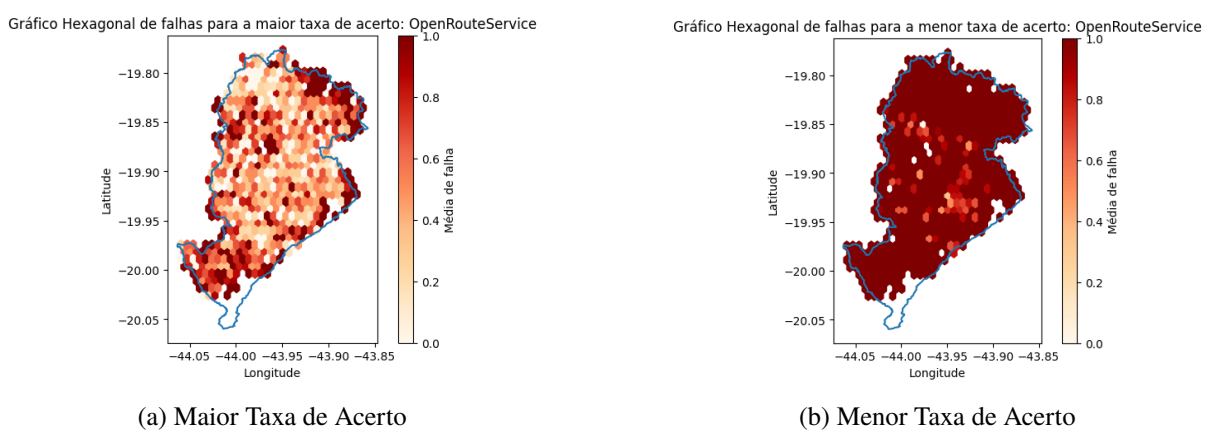 Gráfico Hexagonal de falhas para a maior taxa de acerto: OpenRouteService
1.0
−19.80
0.8
−19.85
0.6
−19.90
0.4
−19.95
−20.00
0.2
−20.05
0.0
Latitude
Média de falha
−44.05 −44.00 −43.95 −43.90 −43.85
Longitude
(a) Maior Taxa de Acerto
Gráfico Hexagonal de falhas para a menor taxa de acerto: OpenRouteService
1.0
−19.80
0.8
−19.85
0.6
−19.90
0.4
−19.95
−20.00
0.2
−20.05
0.0
Latitude
Média de falha
−44.05 −44.00 −43.95 −43.90 −43.85
Longitude
(b) Menor Taxa de Acerto